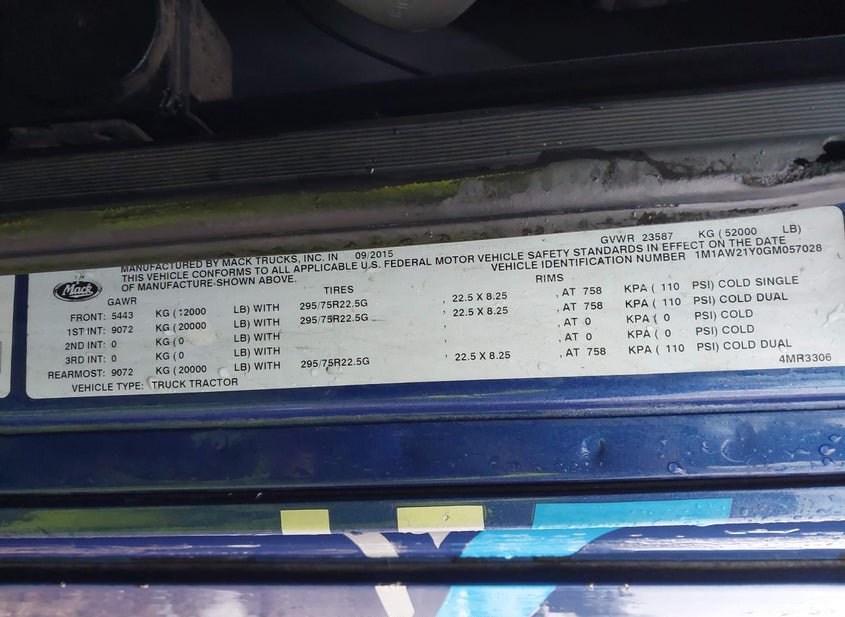 MANUFACTURED BY MACK TRUCKS, INC. IN 09/2015 GVWR 23587 KG (52000 LB)
THIS VEHICLE CONFORMS TO ALL APPLICABLE U.S. FEDERAL MOTOR VEHICLE SAFETY STANDARDS IN EFFECT ON THE DATE
OF MANUFACTURE SHOWN ABOVE. VEHICLE IDENTIFICATION NUMBER 1M1AW21Y0GM057028
Mack
GAWR TIRES RIMS
FRONT: 5443 KG (12000 LB) WITH 295/75R22.5G , 22.5 X 8.25 , AT 758 KPA ( 110 PSI) COLD SINGLE
1ST INT: 9072 KG (20000 LB) WITH 295/75R22.5G , 22.5 X 8.25 , AT 758 KPA ( 110 PSI) COLD DUAL
2ND INT: 0 KG (0 LB) WITH , , AT 0 KPA ( 0 PSI) COLD
3RD INT: 0 KG (0 LB) WITH , , AT 0 KPA ( 0 PSI) COLD
REARMOST: 9072 KG (20000 LB) WITH 295/75R22.5G , 22.5 X 8.25 , AT 758 KPA ( 110 PSI) COLD DUAL
VEHICLE TYPE: TRUCK TRACTOR 4MR3306